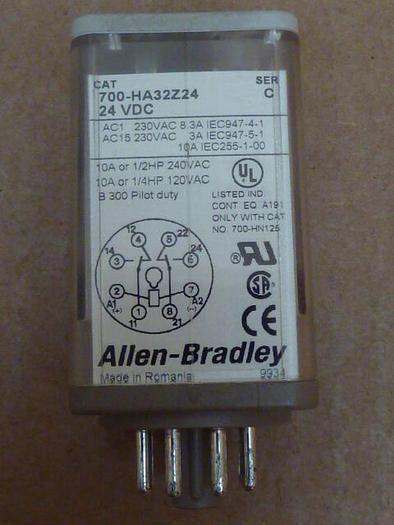 CAT SER
700-HA32Z24 C
24 VDC
AC1 230VAC 8.3A IEC947-4-1
AC15 230VAC 3A IEC947-5-1
10A IEC255-1-00
10A or 1/2HP 240VAC
10A or 1/4HP 120VAC
B 300 Pilot duty
UL
LISTED IND
CONT EQ A191
ONLY WITH CAT
NO. 700-HN125
12 22
4 5
14 3 6 24
2 7
A1 A2
(+) 1 8 (-)
11 21
® RU
SA
CE
Allen-Bradley
Made in Romania 9934